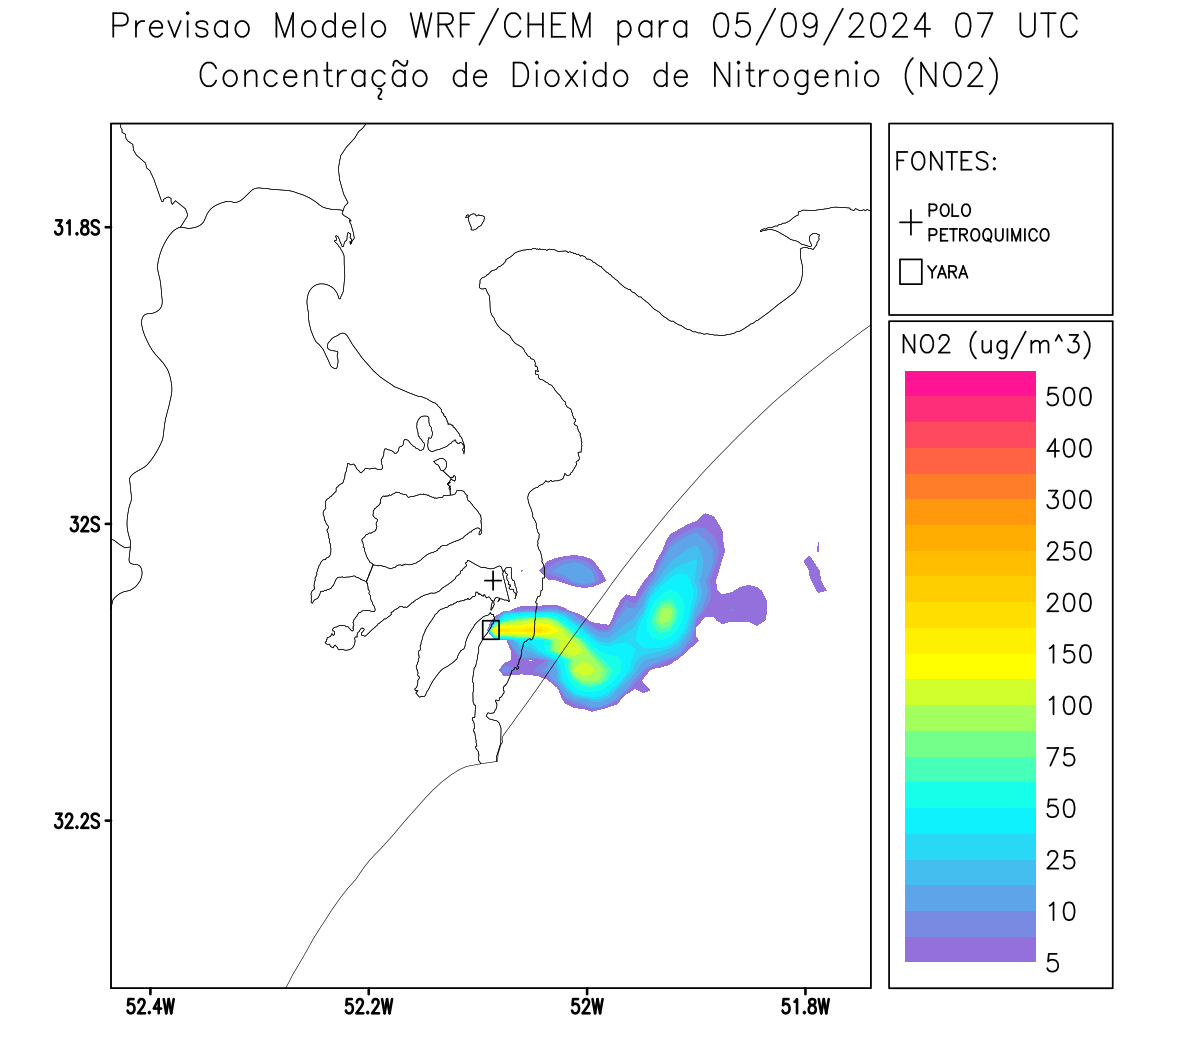 Previsao Modelo WRF/CHEM para 05/09/2024 07 UTC
Concentração de Dioxido de Nitrogenio (NO2)
FONTES:
POLO
PETROQUIMICO
YARA
NO2 (ug/m^3)
500
400
300
250
200
150
100
75
50
25
10
5
31.8S
32S
32.2S
52.4W
52.2W
52W
51.8W